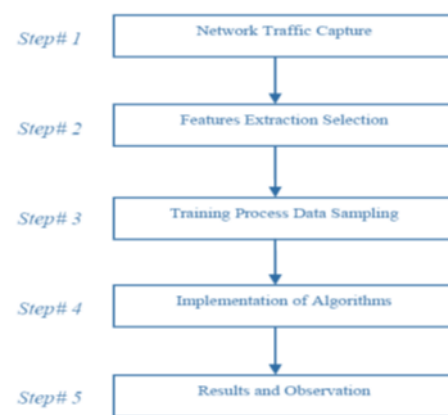 Step# 1 Network Traffic Capture
Step# 2 Features Extraction Selection
Step# 3 Training Process Data Sampling
Step# 4 Implementation of Algorithms
Step# 5 Results and Observation